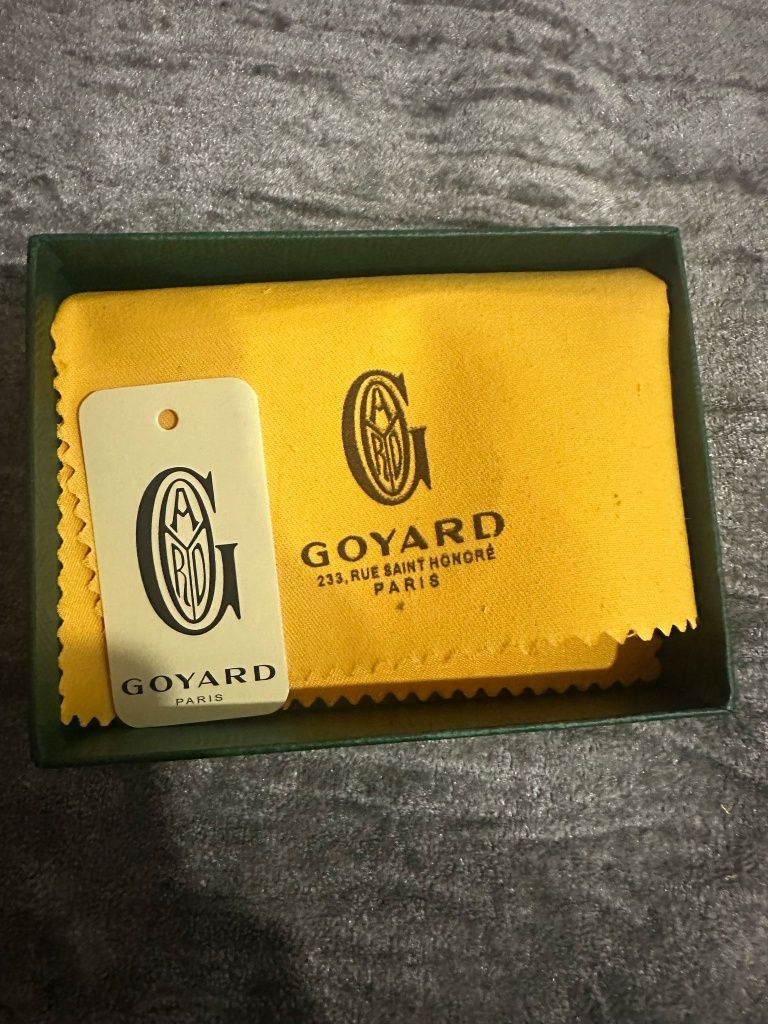 GOYARD
233, RUE SAINT HONORÉ
PARIS
GOYARD
PARIS